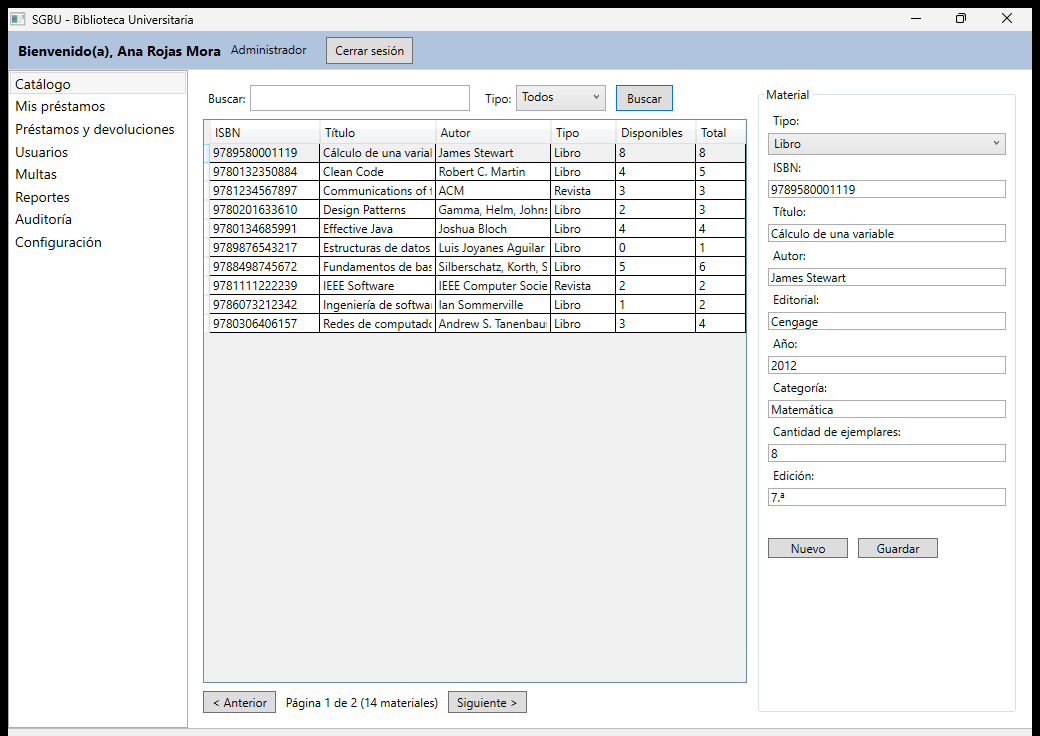 SGBU - Biblioteca Universitaria
Bienvenido(a), Ana Rojas Mora Administrador Cerrar sesión
Catálogo
Mis préstamos
Préstamos y devoluciones
Usuarios
Multas
Reportes
Auditoría
Configuración
Buscar: Tipo: Todos Buscar
ISBN Título Autor Tipo Disponibles Total
9789580001119 Cálculo de una varial James Stewart Libro 8 8
9780132350884 Clean Code Robert C. Martin Libro 4 5
9781234567897 Communications of t ACM Revista 3 3
9780201633610 Design Patterns Gamma, Helm, Johns Libro 2 3
9780134685991 Effective Java Joshua Bloch Libro 4 4
9789876543217 Estructuras de datos Luis Joyanes Aguilar Libro 0 1
9788498745672 Fundamentos de bas Silberschatz, Korth, S Libro 5 6
9781111222239 IEEE Software IEEE Computer Socie Revista 2 2
9786073212342 Ingeniería de softwa Ian Sommerville Libro 1 2
9780306406157 Redes de computado Andrew S. Tanenbau Libro 3 4
< Anterior Página 1 de 2 (14 materiales) Siguiente >
Material
Tipo:
Libro
ISBN:
9789580001119
Título:
Cálculo de una variable
Autor:
James Stewart
Editorial:
Cengage
Año:
2012
Categoría:
Matemática
Cantidad de ejemplares:
8
Edición:
7.ª
Nuevo Guardar